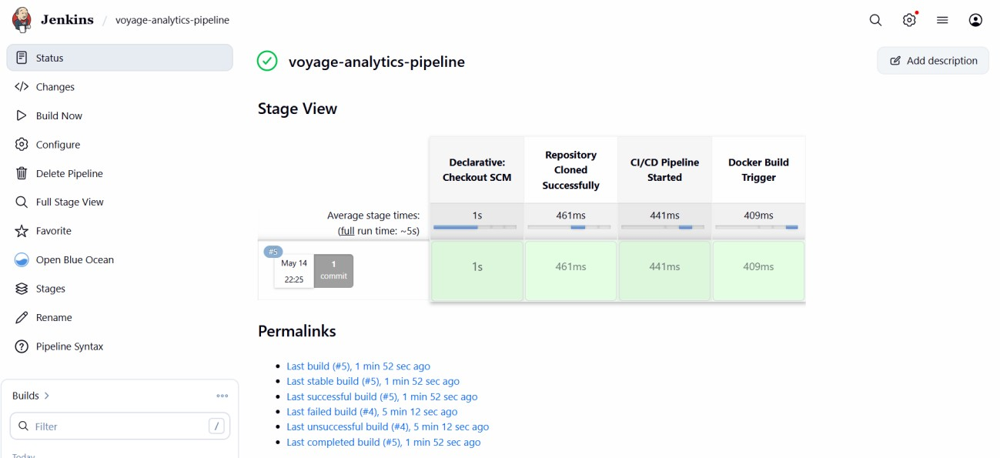 Jenkins / voyage-analytics-pipeline
Status
Changes
Build Now
Configure
Delete Pipeline
Full Stage View
Favorite
Open Blue Ocean
Stages
Rename
Pipeline Syntax
Builds
Filter
/
Today
voyage-analytics-pipeline
Add description
Stage View
Declarative:
Checkout SCM
Repository
Cloned
Successfully
CI/CD Pipeline
Started
Docker Build
Trigger
Average stage times:
(full run time: ~5s)
1s
461ms
441ms
409ms
#5
May 14
22:25
1
commit
1s
461ms
441ms
409ms
Permalinks
Last build (#5), 1 min 52 sec ago
Last stable build (#5), 1 min 52 sec ago
Last successful build (#5), 1 min 52 sec ago
Last failed build (#4), 5 min 12 sec ago
Last unsuccessful build (#4), 5 min 12 sec ago
Last completed build (#5), 1 min 52 sec ago